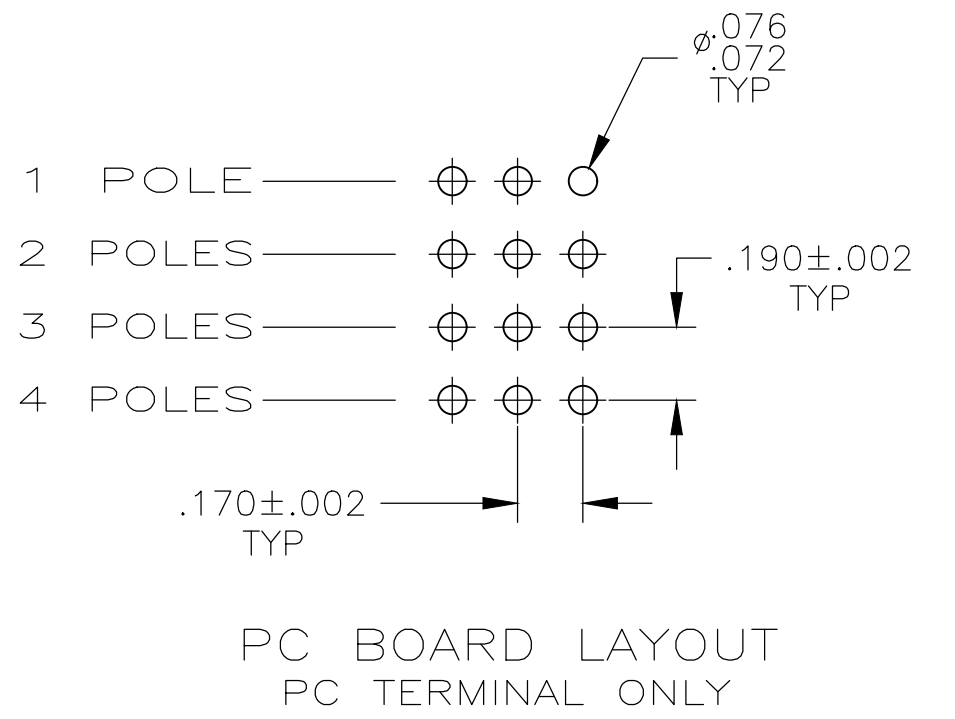 ⌀.076
.072
TYP
1 POLE
2 POLES
.190±.002
TYP
3 POLES
4 POLES
.170±.002
TYP
PC BOARD LAYOUT
PC TERMINAL ONLY